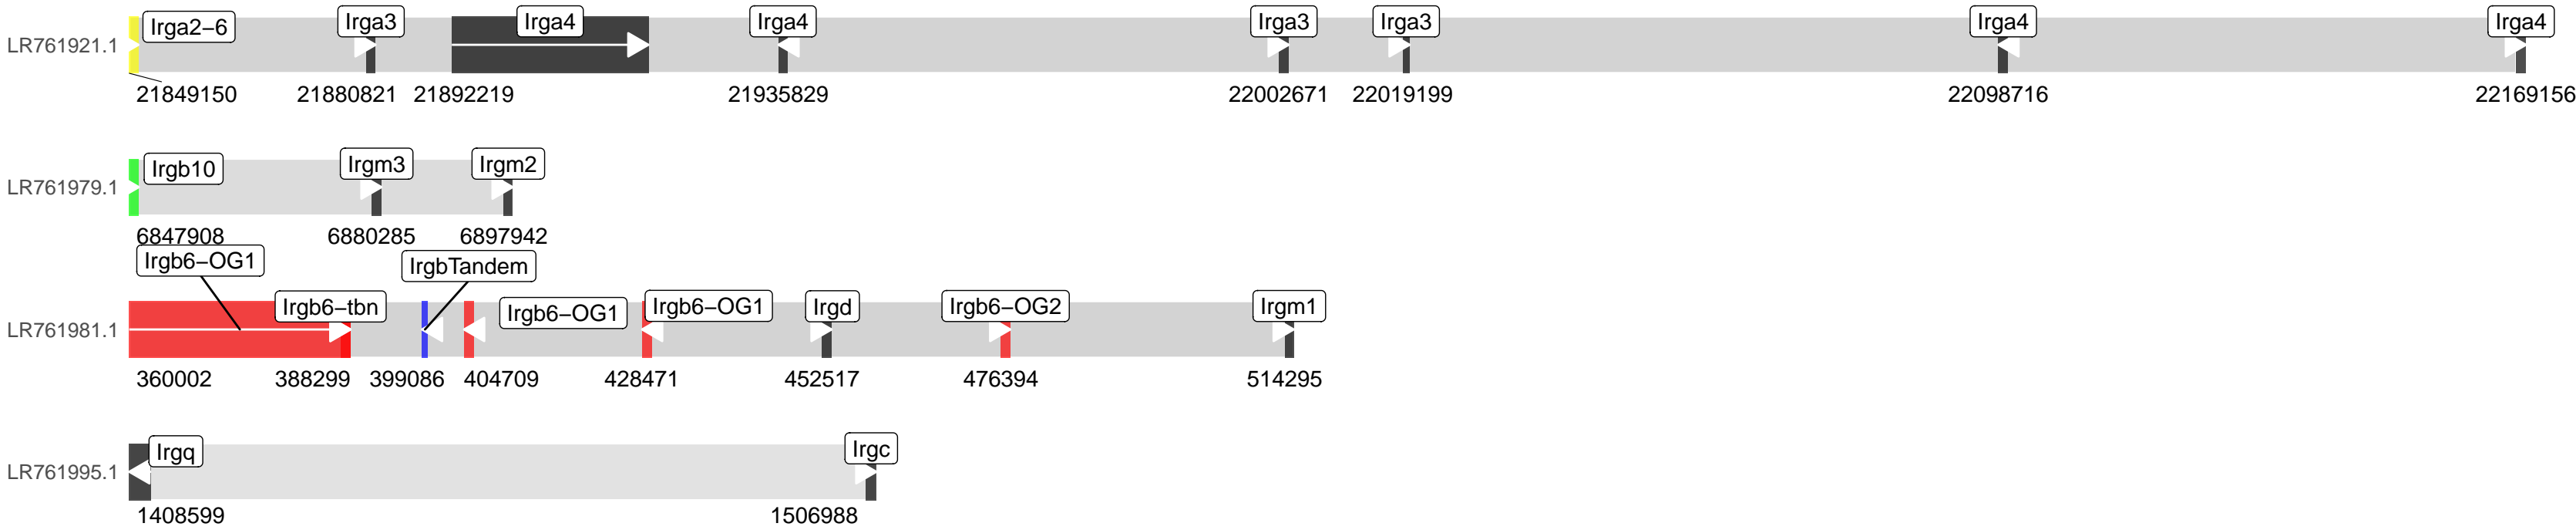 Irga2−6 Irga3 Irga4 Irga4 Irga3 Irga3 Irga4 Irga4
LR761921.1
21849150 21880821 21892219 21935829 22002671 22019199 22098716 22169156
Irgb10 Irgm3 Irgm2
LR761979.1
6847908 6880285 6897942
Irgb6−OG1 IrgbTandem
Irgb6−tbn Irgb6−OG1 Irgb6−OG1 Irgd Irgb6−OG2 Irgm1
LR761981.1
360002 388299 399086 404709 428471 452517 476394 514295
Irgq Irgc
LR761995.1
1408599 1506988